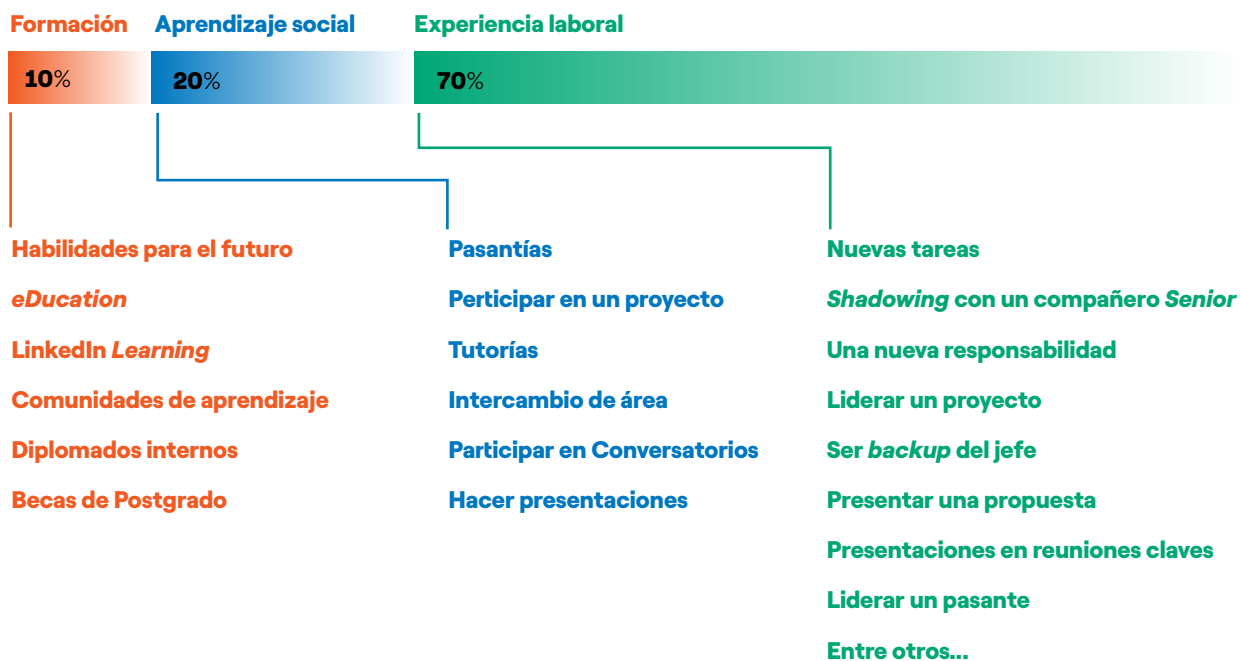 Formación
Aprendizaje social
Experiencia laboral
10%
20%
70%
Habilidades para el futuro
eDucation
LinkedIn Learning
Comunidades de aprendizaje
Diplomados internos
Becas de Postgrado
Pasantías
Perticipar en un proyecto
Tutorías
Intercambio de área
Participar en Conversatorios
Hacer presentaciones
Nuevas tareas
Shadowing con un compañero Senior
Una nueva responsabilidad
Liderar un proyecto
Ser backup del jefe
Presentar una propuesta
Presentaciones en reuniones claves
Liderar un pasante
Entre otros...